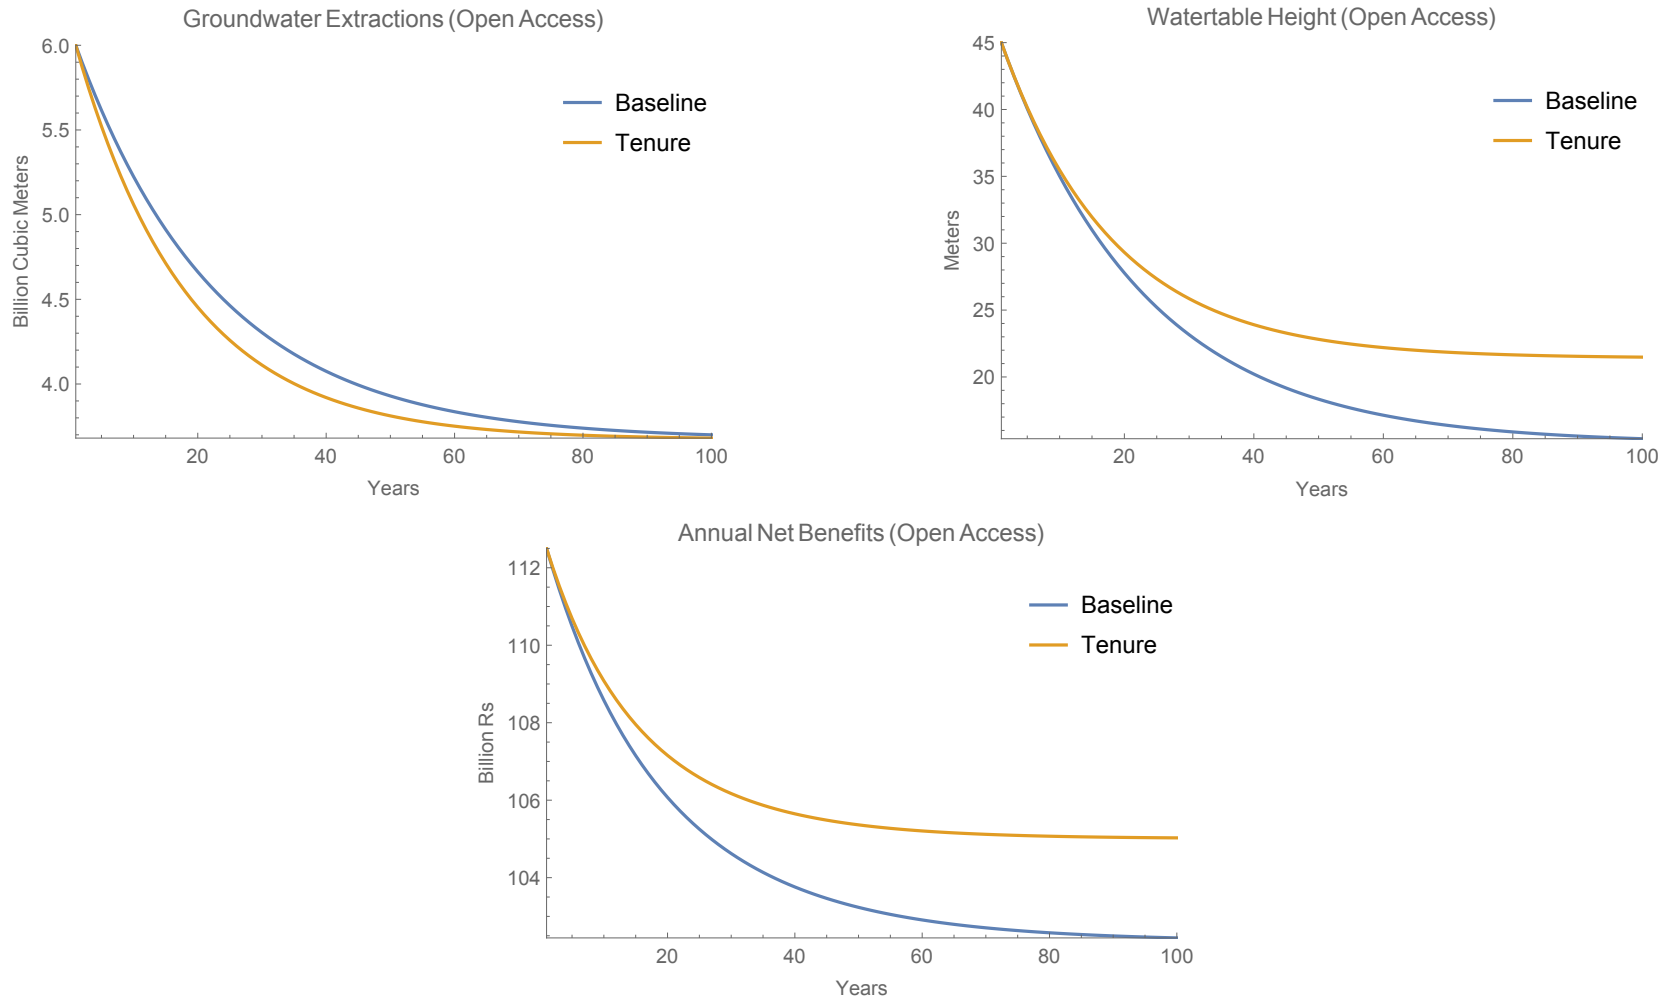 Groundwater Extractions (Open Access)
6.0
5.5
5.0
4.5
4.0
Billion Cubic Meters
Baseline
Tenure
20 40 60 80 100
Years
Watertable Height (Open Access)
45
40
35
30
25
20
Meters
Baseline
Tenure
20 40 60 80 100
Years
Annual Net Benefits (Open Access)
112
110
108
106
104
Billion Rs
Baseline
Tenure
20 40 60 80 100
Years